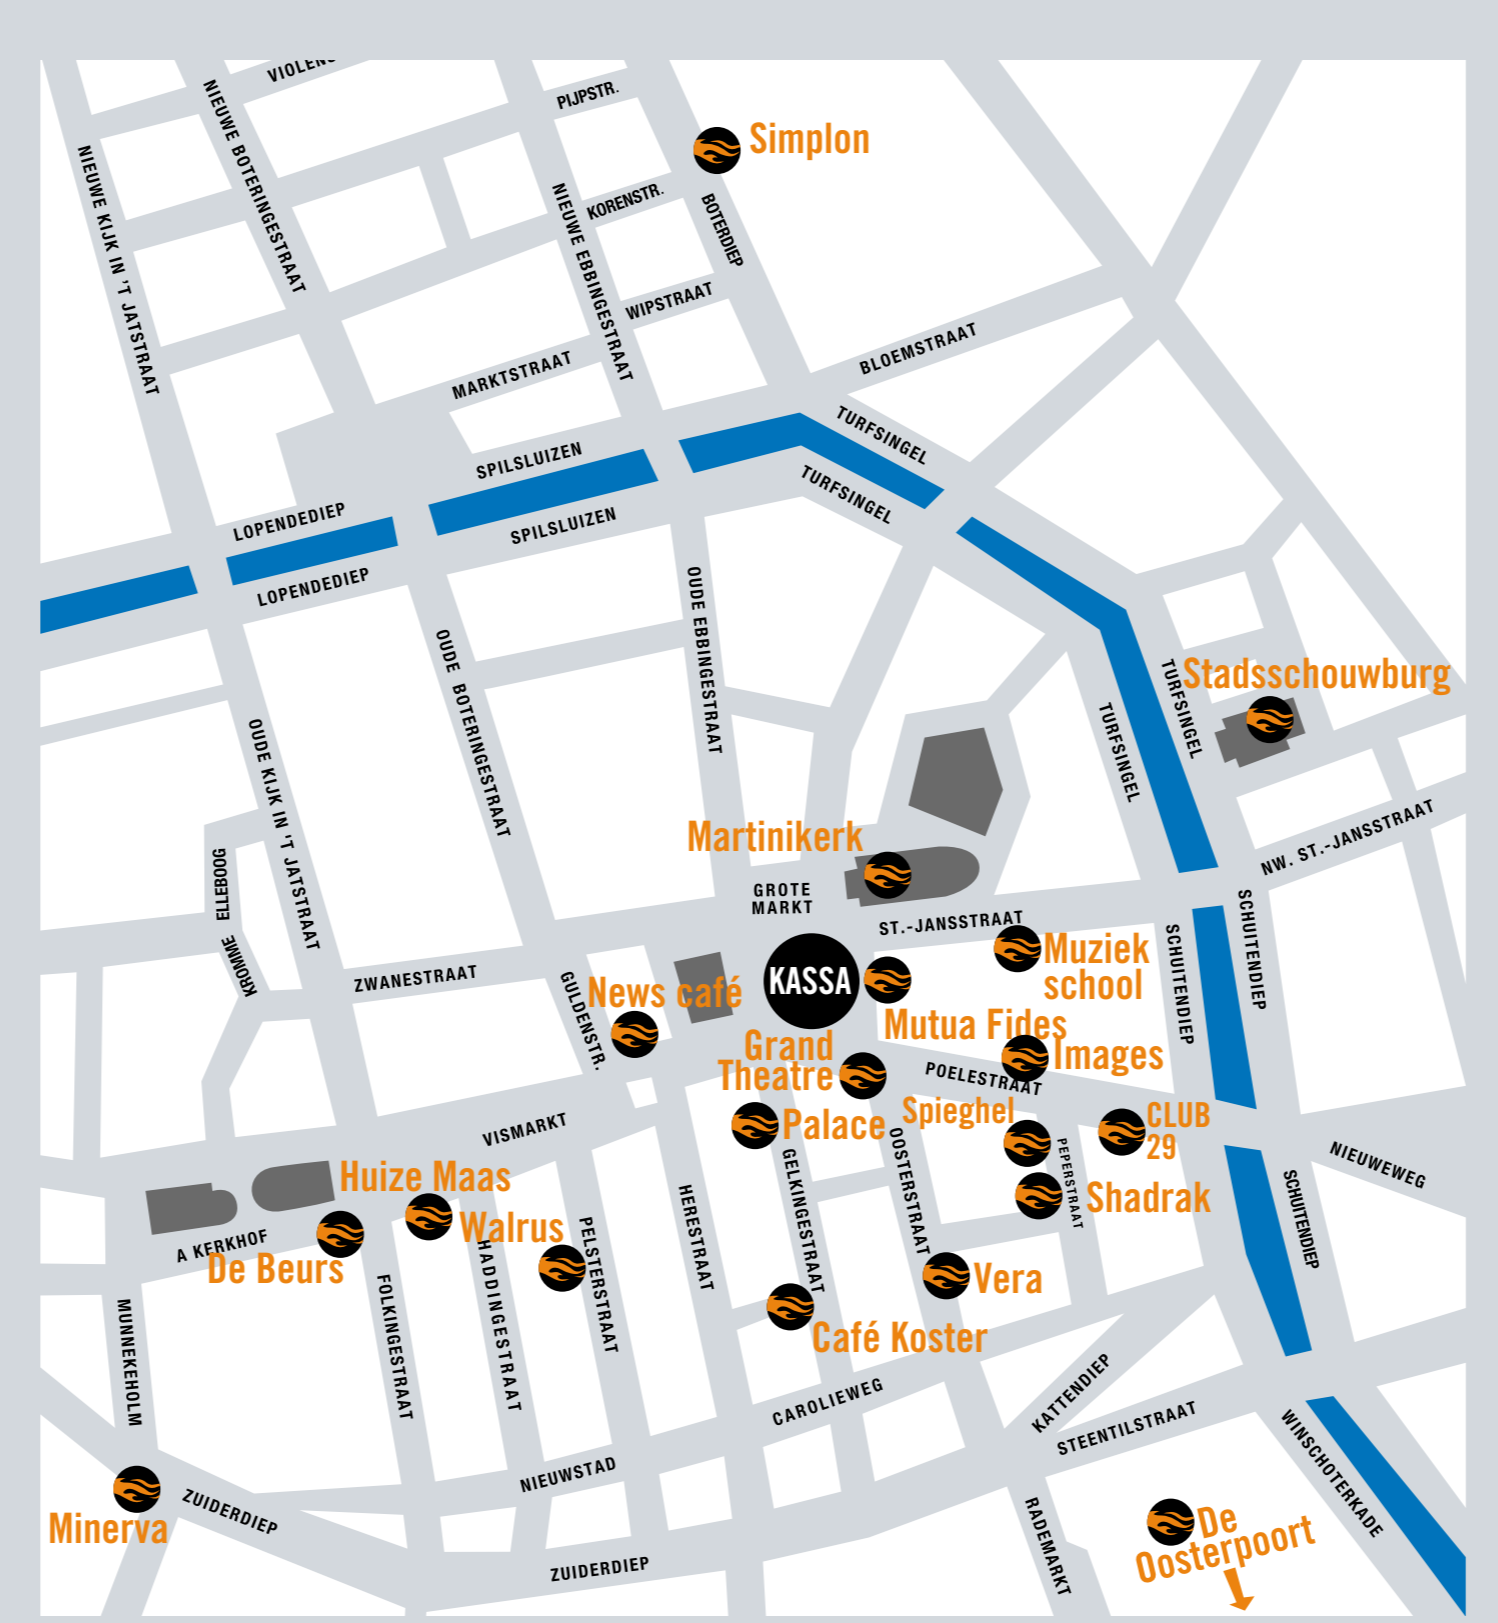 VIOLENS
PIJPSTR.
NIEUWE BOTERINGESTRAAT
NIEUWE KIJK IN 'T JATSTRAAT
Simplon
NIEUWE EBBINGESTRAAT
KORENSTR.
BOTERDIEP
WIPSTRAAT
MARKTSTRAAT
BLOEMSTRAAT
TURFSINGEL
SPILSLUIZEN
TURFSINGEL
LOPENDEDIEP
SPILSLUIZEN
LOPENDEDIEP
OUDE EBBINGESTRAAT
OUDE BOTERINGESTRAAT
OUDE KIJK IN 'T JATSTRAAT
TURFSINGEL
Stadsschouwburg
TURFSINGEL
Martinikerk
NW. ST.-JANSSTRAAT
KROMME ELLEBOOG
GROTE
MARKT
ST.-JANSSTRAAT
SCHUITENDIEP
SCHUITENDIEP
ZWANESTRAAT
GULDENSTR.
News café
KASSA
Muziek
school
Mutua Fides
Grand
Theatre
Images
POELESTRAAT
Spieghel
CLUB
29
Palace
VISMARKT
OOSTERSTRAAT
PEPERSTRAAT
NIEUWEWEG
Huize Maas
GELKINGESTRAAT
HERESTRAAT
Shadrak
SCHUITENDIEP
Walrus
PELSTERSTRAAT
A KERKHOF
De Beurs
HADDINGESTRAAT
FOLKINGESTRAAT
Vera
MUNNEKEHOLM
Café Koster
KATTENDIEP
CAROLIEWEG
STEENTILSTRAAT
WINSCHOTERKADE
NIEUWSTAD
Minerva
ZUIDERDIEP
RADEMARKT
De
Oosterpoort
ZUIDERDIEP